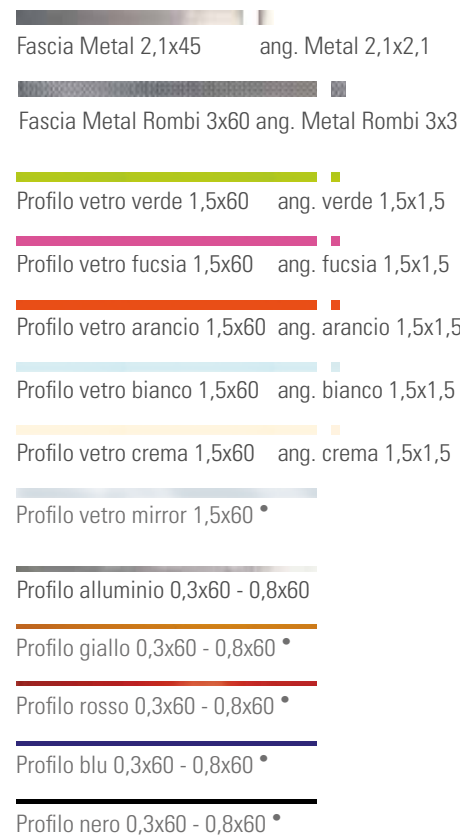 Fascia Metal 2,1x45 ang. Metal 2,1x2,1
Fascia Metal Rombi 3x60 ang. Metal Rombi 3x3
Profilo vetro verde 1,5x60 ang. verde 1,5x1,5
Profilo vetro fucsia 1,5x60 ang. fucsia 1,5x1,5
Profilo vetro arancio 1,5x60 ang. arancio 1,5x1,5
Profilo vetro bianco 1,5x60 ang. bianco 1,5x1,5
Profilo vetro crema 1,5x60 ang. crema 1,5x1,5
Profilo vetro mirror 1,5x60 •
Profilo alluminio 0,3x60 - 0,8x60
Profilo giallo 0,3x60 - 0,8x60 •
Profilo rosso 0,3x60 - 0,8x60 •
Profilo blu 0,3x60 - 0,8x60 •
Profilo nero 0,3x60 - 0,8x60 •